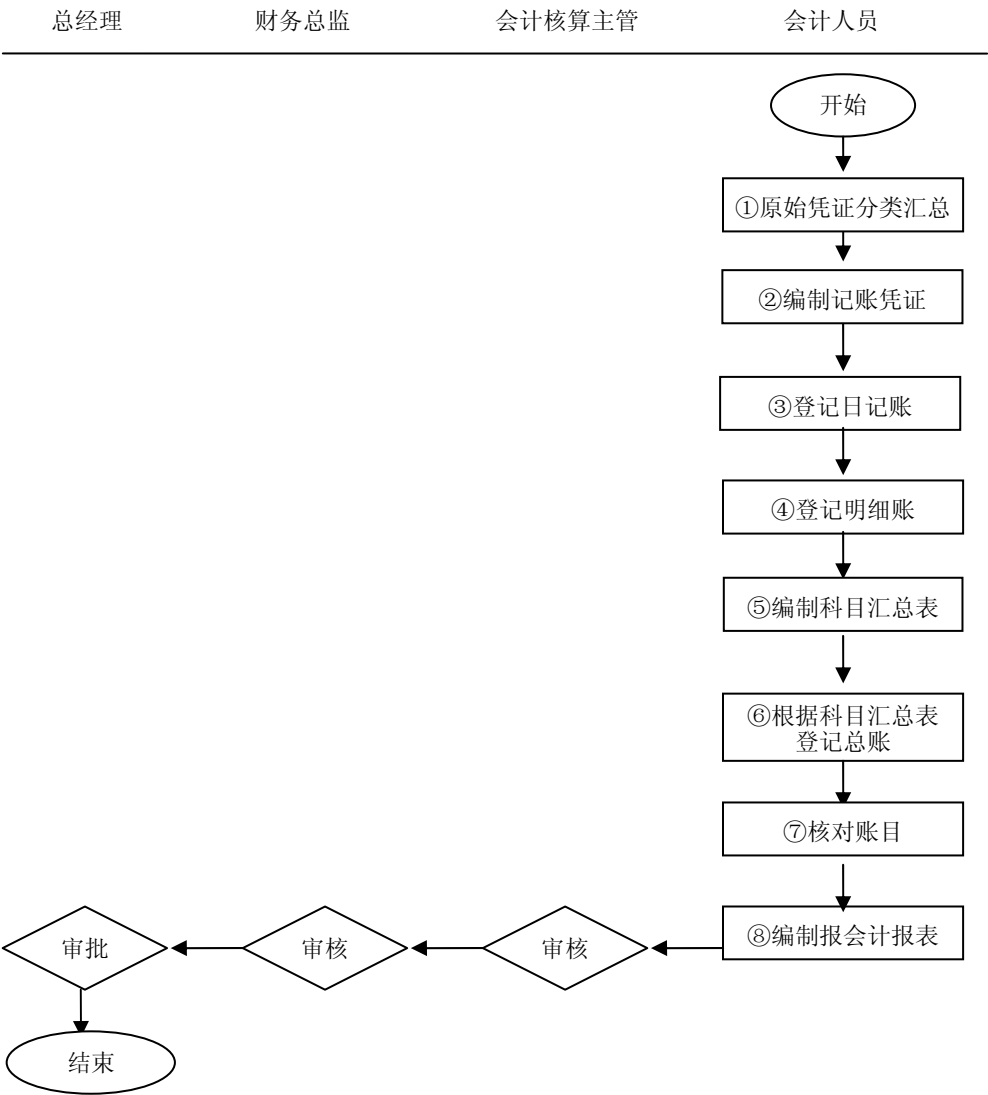 总经理 财务总监 会计核算主管 会计人员
开始
①原始凭证分类汇总
②编制记账凭证
③登记日记账
④登记明细账
⑤编制科目汇总表
⑥根据科目汇总表
登记总账
⑦核对账目
审批 审核 审核 ⑧编制报会计报表
结束